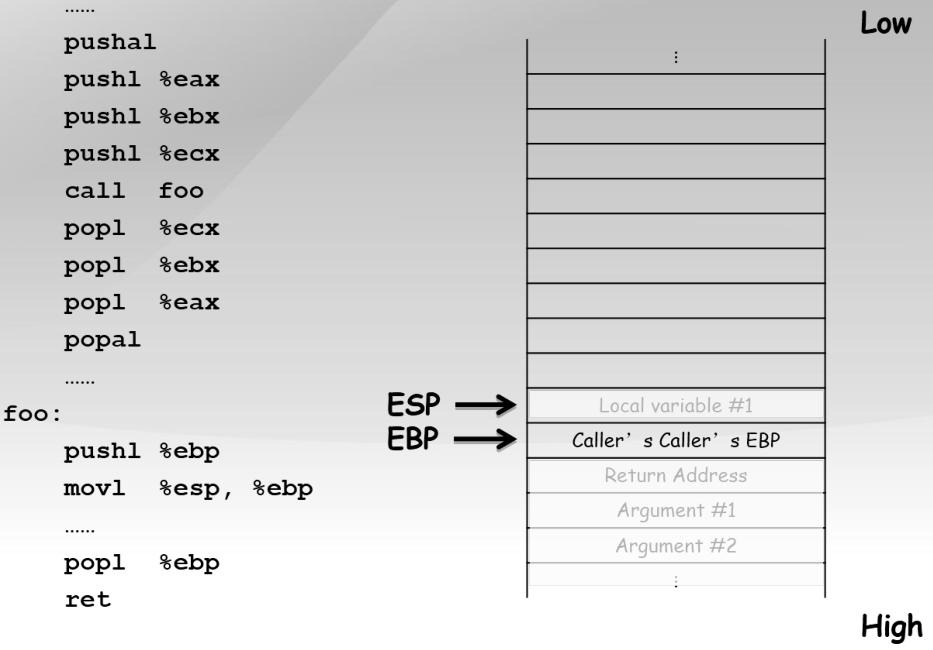 ......
pushal
pushl %eax
pushl %ebx
pushl %ecx
call foo
popl %ecx
popl %ebx
popl %eax
popal
......
foo:
pushl %ebp
movl %esp, %ebp
......
popl %ebp
ret
Low
⋮
ESP
Local variable #1
EBP
Caller’s Caller’s EBP
Return Address
Argument #1
Argument #2
⋮
High